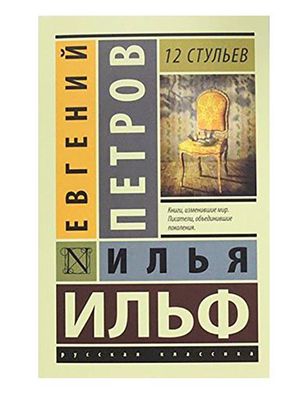 12 СТУЛЬЕВ
ЕВГЕНИЙ
ПЕТРОВ
Книги, изменившие мир.
Писатели, объединившие
поколения.
N
ИЛЬЯ
ИЛЬФ
русская классика